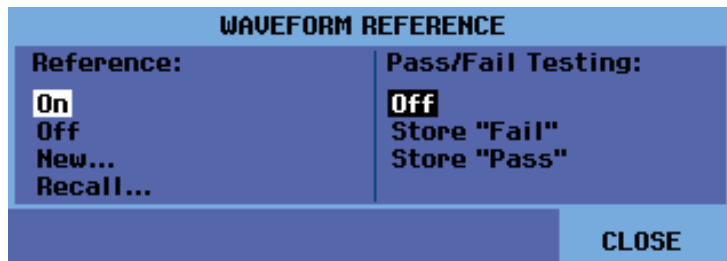 WAVEFORM REFERENCE
Reference:
On
Off
New...
Recall...
Pass/Fail Testing:
Off
Store "Fail"
Store "Pass"
CLOSE